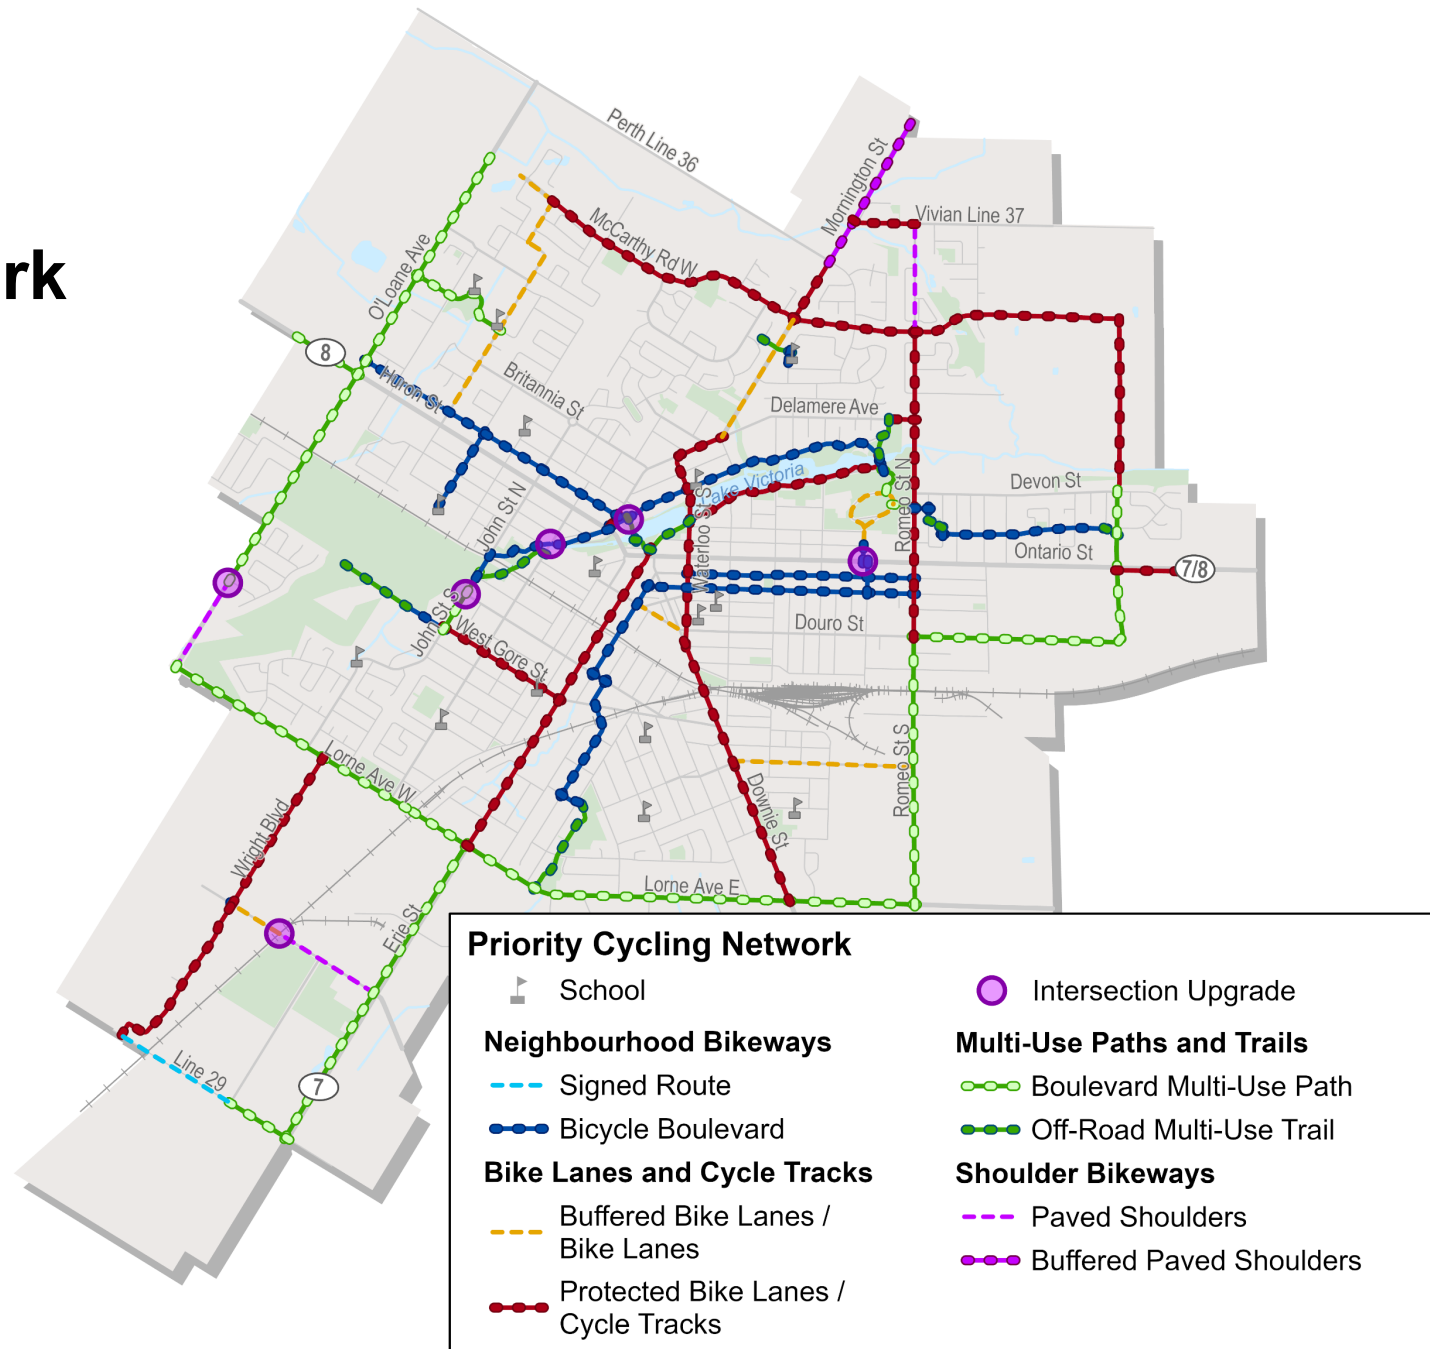 rk
Perth Line 36
Mornington St
Vivian Line 37
McCarthy Rd W
O'Loane Ave
8
Huron St
Britannia St
Delamere Ave
Lake Victoria
Devon St
Romeo St N
John St N
Waterloo St S
Ontario St
7/8
John St S
West Gore St
Douro St
Lorne Ave W
Romeo St S
Downie St
Wright Blvd
Lorne Ave E
Erie St
Line 29
7
Priority Cycling Network
School
Intersection Upgrade
Neighbourhood Bikeways
Signed Route
Bicycle Boulevard
Bike Lanes and Cycle Tracks
Buffered Bike Lanes /
Bike Lanes
Protected Bike Lanes /
Cycle Tracks
Multi-Use Paths and Trails
Boulevard Multi-Use Path
Off-Road Multi-Use Trail
Shoulder Bikeways
Paved Shoulders
Buffered Paved Shoulders